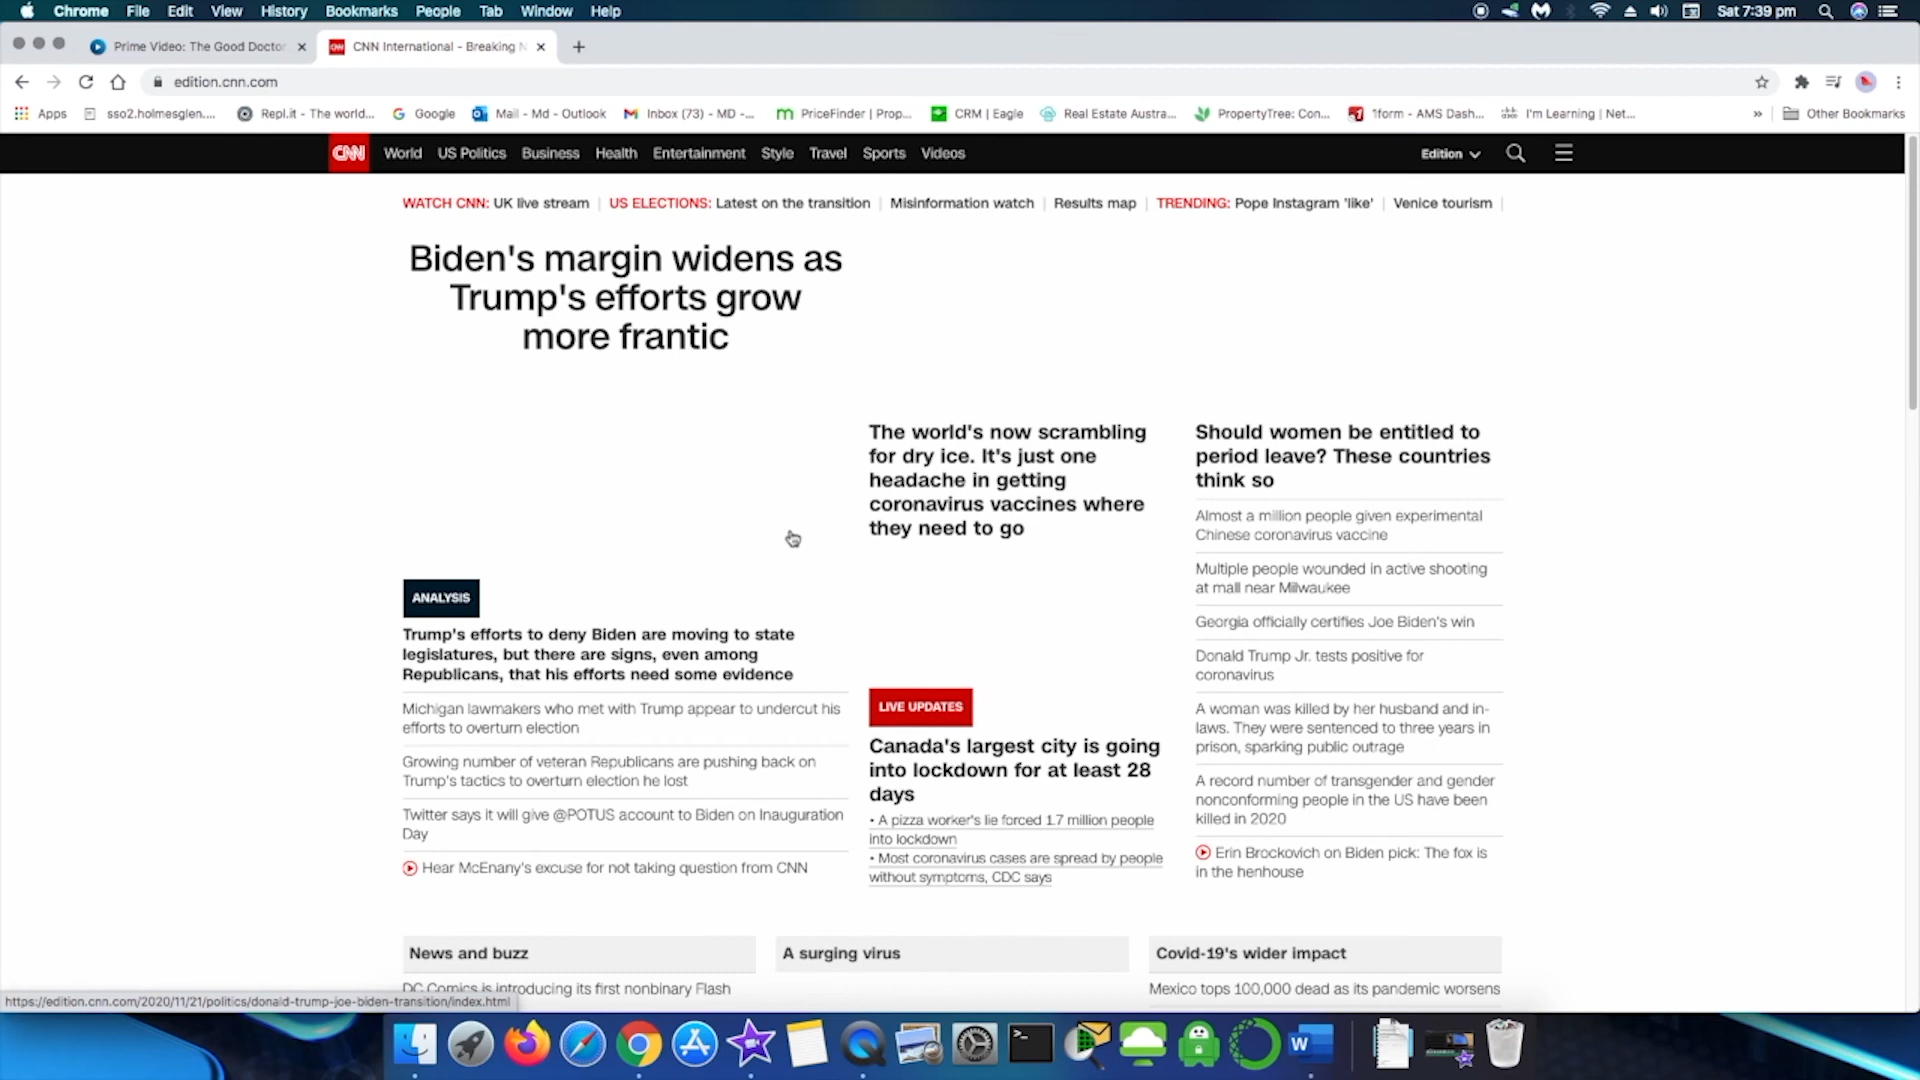 Chrome File Edit View History Bookmarks People Tab Window Help Sat 7:39 pm
Prime Video: The Good Doctor CNN International - Breaking N
edition.cnn.com
Apps sso2.holmesglen.... Repl.it - The world... Google Mail - Md - Outlook Inbox (73) - MD -... PriceFinder | Prop... CRM | Eagle Real Estate Austra... PropertyTree: Con... 1form - AMS Dash... I'm Learning | Net... » Other Bookmarks
CNN World US Politics Business Health Entertainment Style Travel Sports Videos Edition
WATCH CNN: UK live stream | US ELECTIONS: Latest on the transition | Misinformation watch | Results map | TRENDING: Pope Instagram 'like' | Venice tourism |
Biden's margin widens as
Trump's efforts grow
more frantic
ANALYSIS
Trump's efforts to deny Biden are moving to state
legislatures, but there are signs, even among
Republicans, that his efforts need some evidence
Michigan lawmakers who met with Trump appear to undercut his
efforts to overturn election
Growing number of veteran Republicans are pushing back on
Trump's tactics to overturn election he lost
Twitter says it will give @POTUS account to Biden on Inauguration
Day
Hear McEnany's excuse for not taking question from CNN
The world's now scrambling
for dry ice. It's just one
headache in getting
coronavirus vaccines where
they need to go
LIVE UPDATES
Canada's largest city is going
into lockdown for at least 28
days
• A pizza worker's lie forced 1.7 million people
into lockdown
• Most coronavirus cases are spread by people
without symptoms, CDC says
Should women be entitled to
period leave? These countries
think so
Almost a million people given experimental
Chinese coronavirus vaccine
Multiple people wounded in active shooting
at mall near Milwaukee
Georgia officially certifies Joe Biden's win
Donald Trump Jr. tests positive for
coronavirus
A woman was killed by her husband and in-
laws. They were sentenced to three years in
prison, sparking public outrage
A record number of transgender and gender
nonconforming people in the US have been
killed in 2020
Erin Brockovich on Biden pick: The fox is
in the henhouse
News and buzz
DC Comics is introducing its first nonbinary Flash
A surging virus
Covid-19's wider impact
Mexico tops 100,000 dead as its pandemic worsens
https://edition.cnn.com/2020/11/21/politics/donald-trump-joe-biden-transition/index.html
W